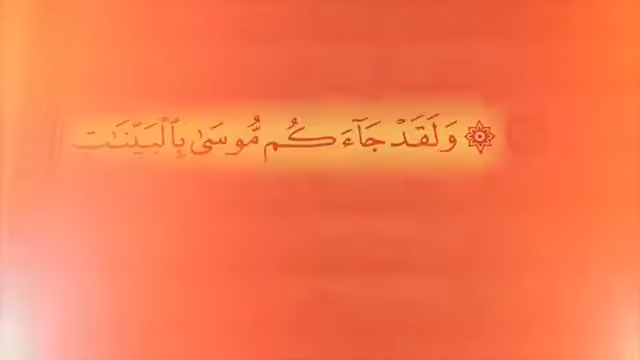 ۞ وَلَقَدْ جَآءَكُم مُّوسَىٰ بِٱلْبَيِّنَـٰتِ